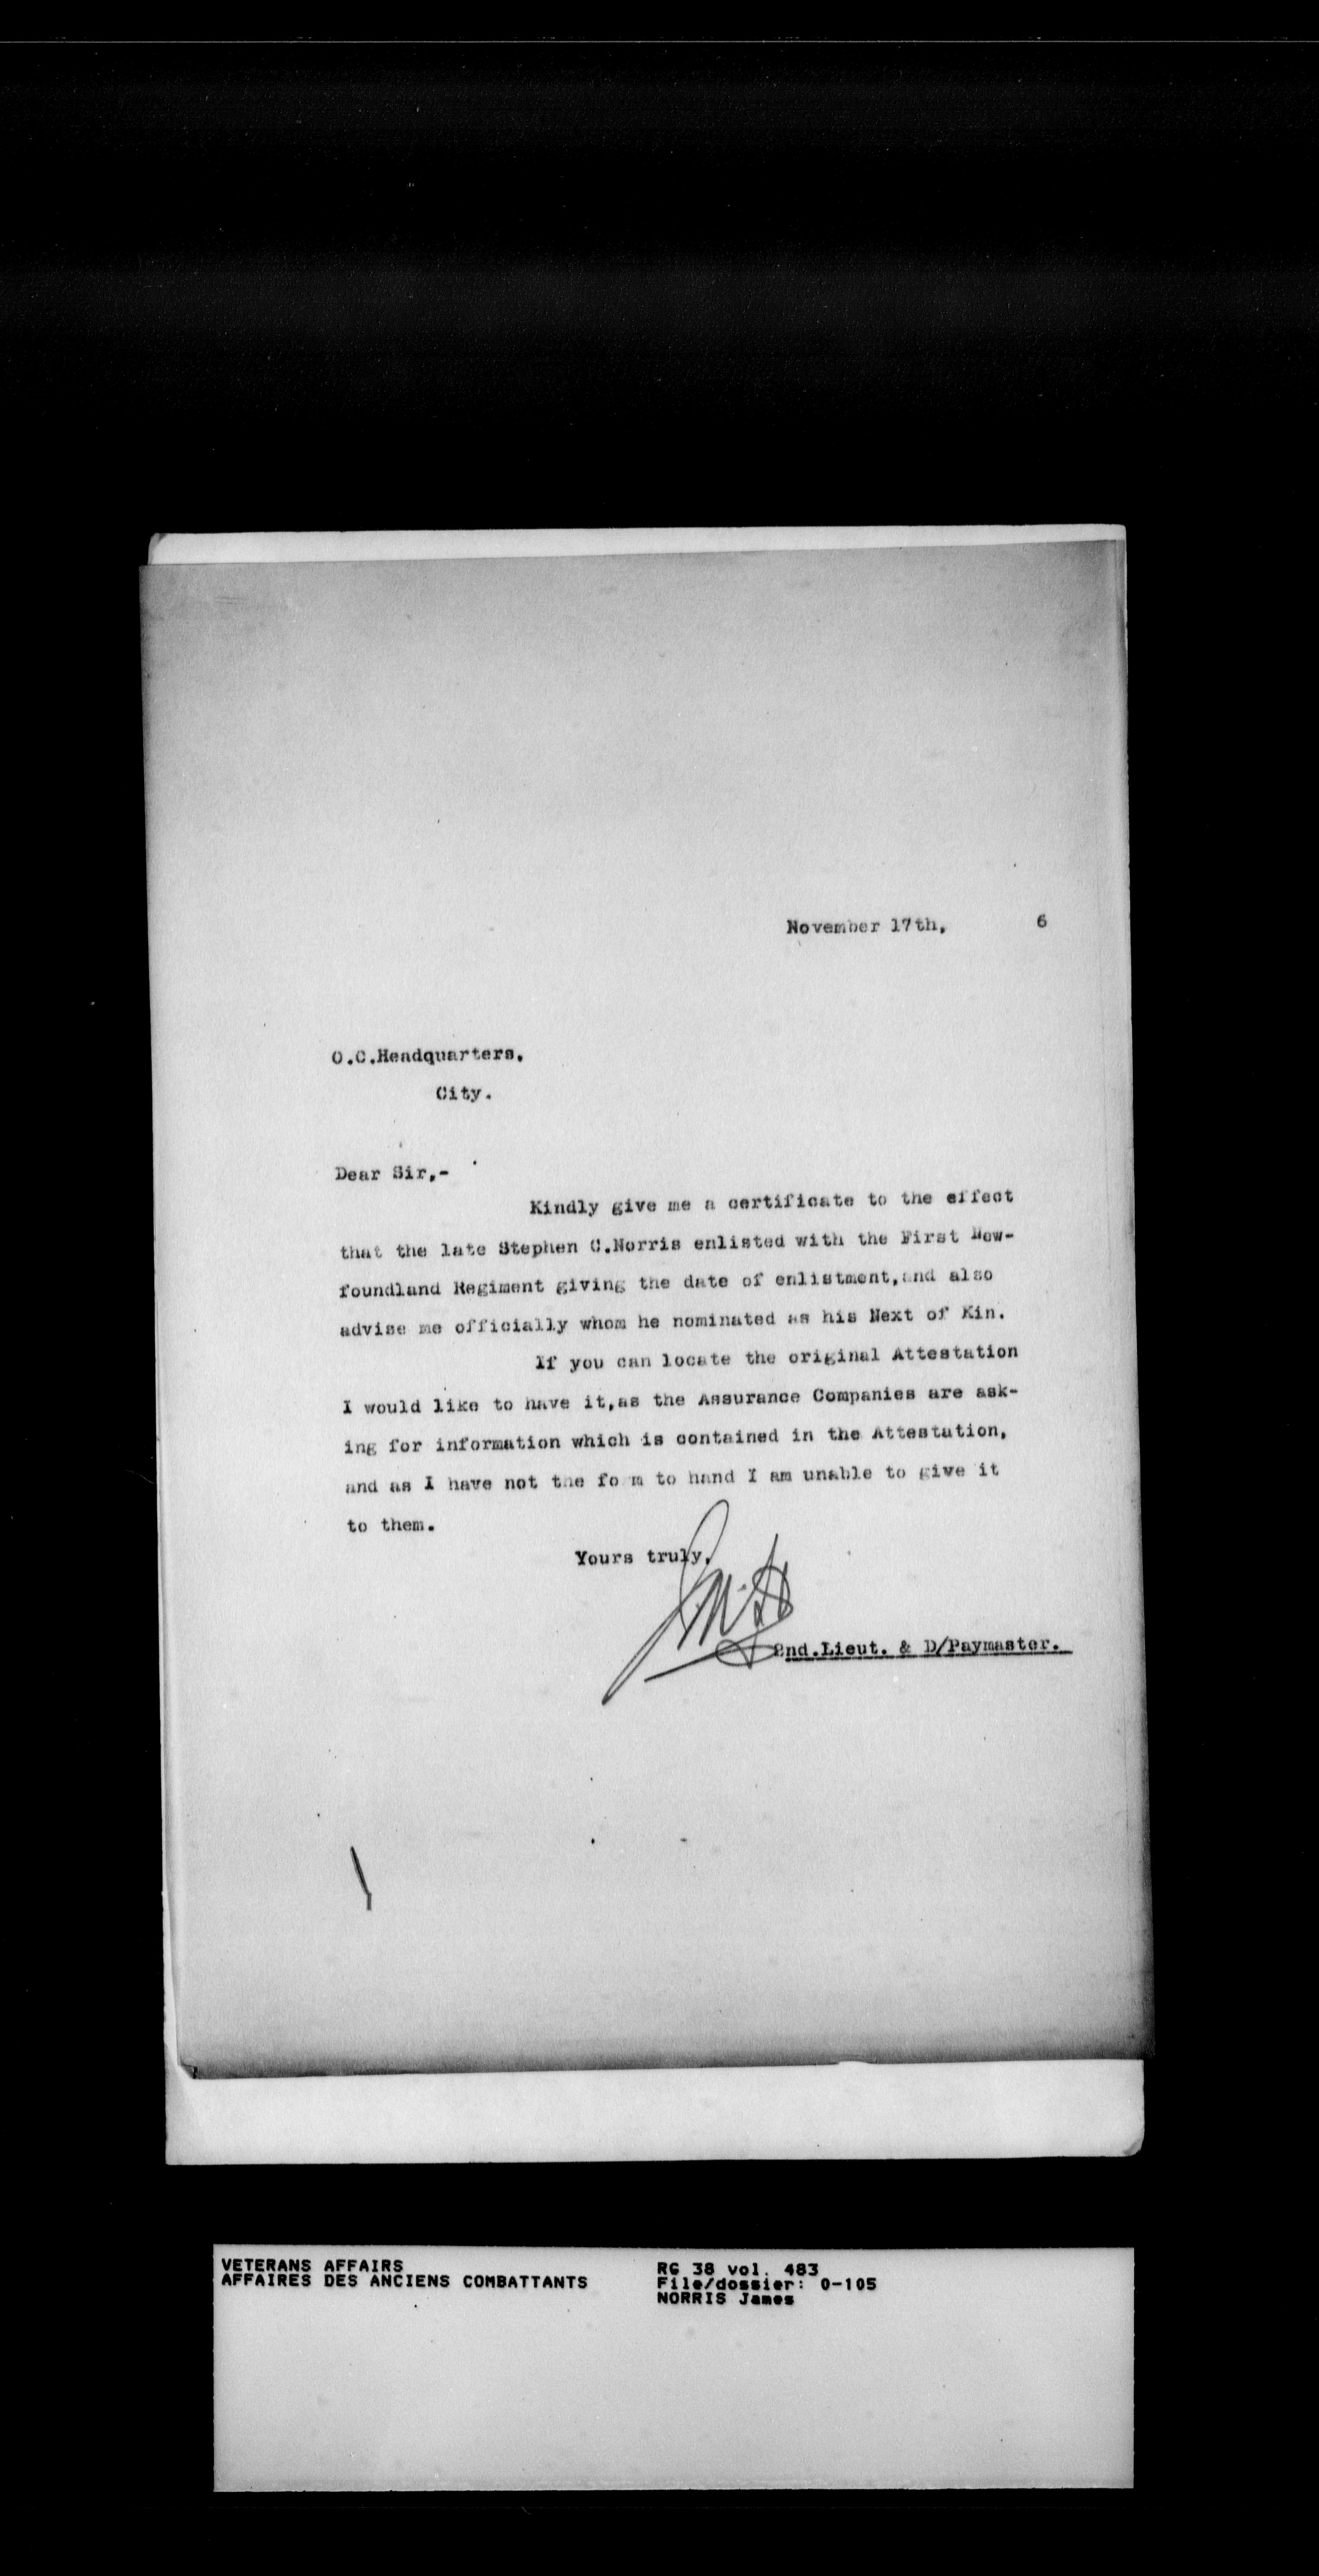 November 17th, 6
O.C.Headquarters,
City.
Dear Sir,-
Kindly give me a certificate to the effect
that the late Stephen C.Norris enlisted with the First New-
foundland Regiment giving the date of enlistment,and also
advise me officially whom he nominated as his Next of Kin.
If you can locate the original Attestation
I would like to have it,as the Assurance Companies are ask-
ing for information which is contained in the Attestation,
and as I have not the fo m to hand I am unable to give it
to them.
Yours truly,
2nd.Lieut. & D/Paymaster.
VETERANS AFFAIRS
AFFAIRES DES ANCIENS COMBATTANTS
RG 38 vol. 483
File/dossier: 0-105
NORRIS James